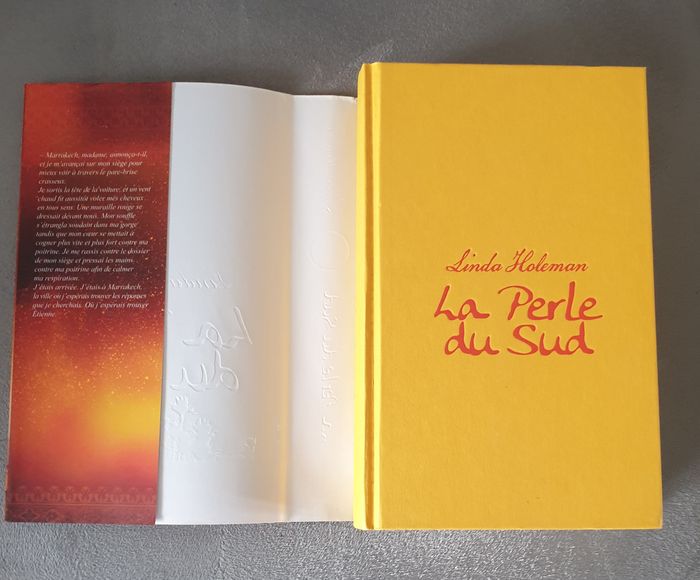 – Marrakech, madame, annonça-t-il,
et je m'avançai sur mon siège pour
mieux voir à travers le pare-brise
crasseux.
Je sortis la tête de la voiture, et un vent
chaud fit aussitôt voler mes cheveux
en tous sens. Une muraille rouge se
dressait devant nous. Mon souffle
s'étrangla soudain dans ma gorge
tandis que mon cœur se mettait à
cogner plus vite et plus fort contre ma
poitrine. Je me rassis contre le dossier
de mon siège et pressai les mains
contre ma poitrine afin de calmer
ma respiration.
J'étais arrivée. J'étais à Marrakech,
la ville où j'espérais trouver les réponses
que je cherchais. Où j'espérais trouver
Étienne.
Linda Holeman
La Perle
du Sud